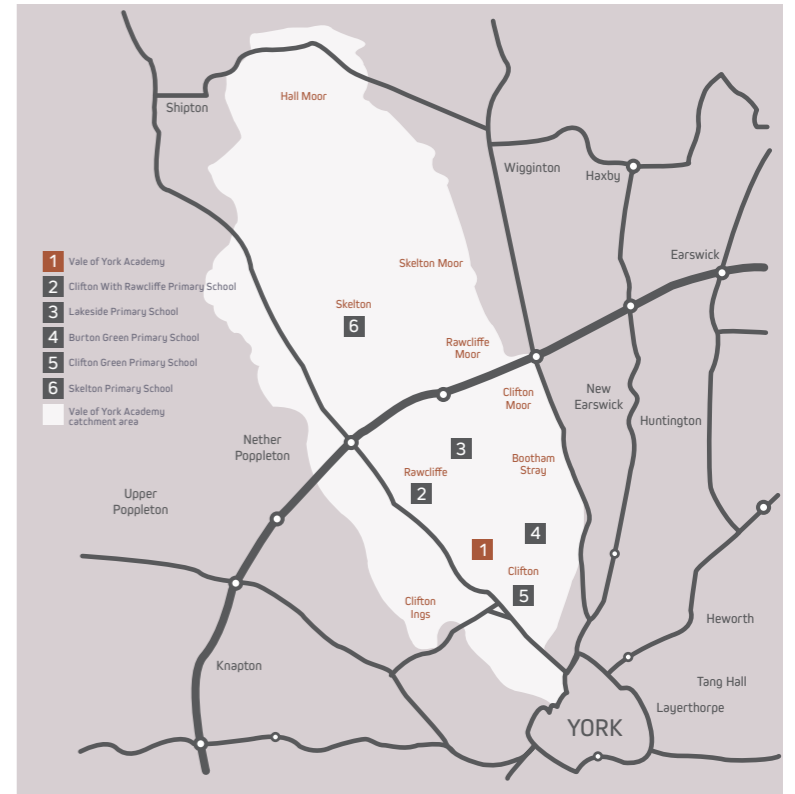 Hall Moor
Shipton
Wigginton
Haxby
Earswick
Skelton Moor
1 Vale of York Academy
2 Clifton With Rawcliffe Primary School
3 Lakeside Primary School
4 Burton Green Primary School
5 Clifton Green Primary School
6 Skelton Primary School
Vale of York Academy
catchment area
Skelton
6
Rawcliffe
Moor
Clifton
Moor
New
Earswick
Huntington
Nether
Poppleton
3
Bootham
Stray
Rawcliffe
2
Upper
Poppleton
4
1
Clifton
5
Clifton
Ings
Heworth
Knapton
Tang Hall
Layerthorpe
YORK